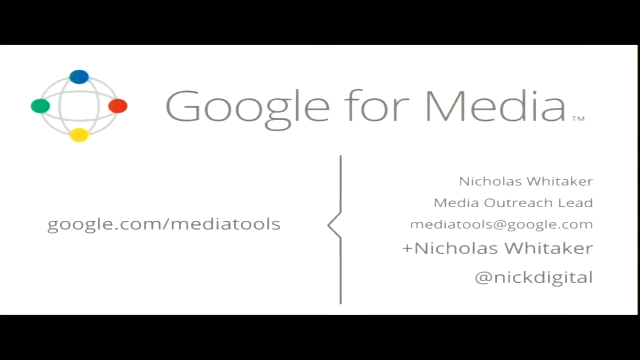 Google for Media™
google.com/mediatools
Nicholas Whitaker
Media Outreach Lead
mediatools@google.com
+Nicholas Whitaker
@nickdigital